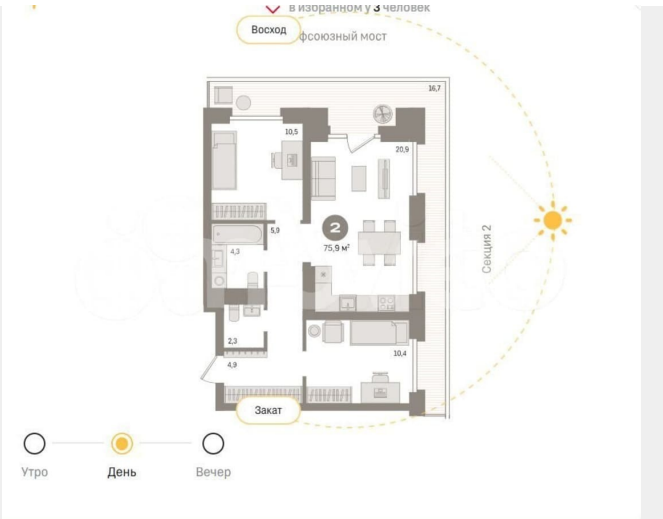 в избранном у 3 человек
Восход
фсоюзный мост
16,7
10,5
20,9
5,9
2
4,3
75,9 м²
Секция 2
2,3
10,4
4,9
Закат
Утро
День
Вечер